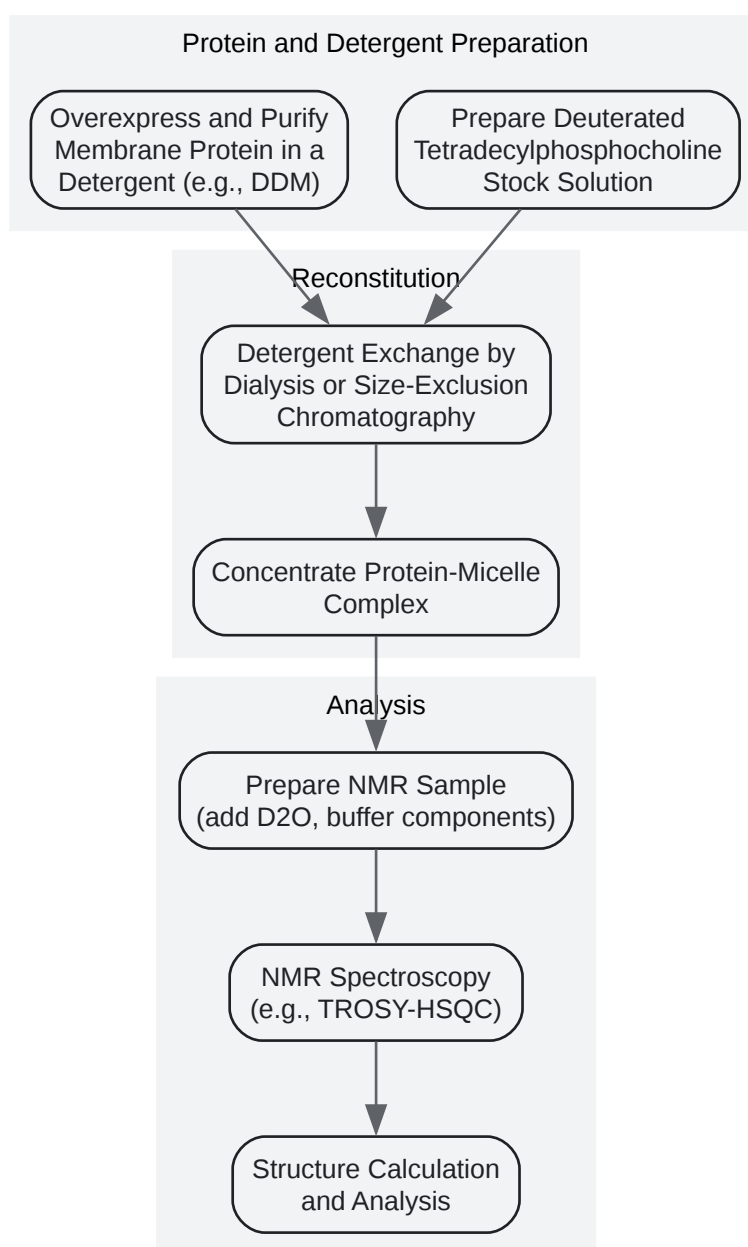 Protein and Detergent Preparation
Overexpress and Purify
Membrane Protein in a
Detergent (e.g., DDM)
Prepare Deuterated
Tetradecylphosphocholine
Stock Solution
Reconstitution
Detergent Exchange by
Dialysis or Size-Exclusion
Chromatography
Concentrate Protein-Micelle
Complex
Analysis
Prepare NMR Sample
(add D2O, buffer components)
NMR Spectroscopy
(e.g., TROSY-HSQC)
Structure Calculation
and Analysis